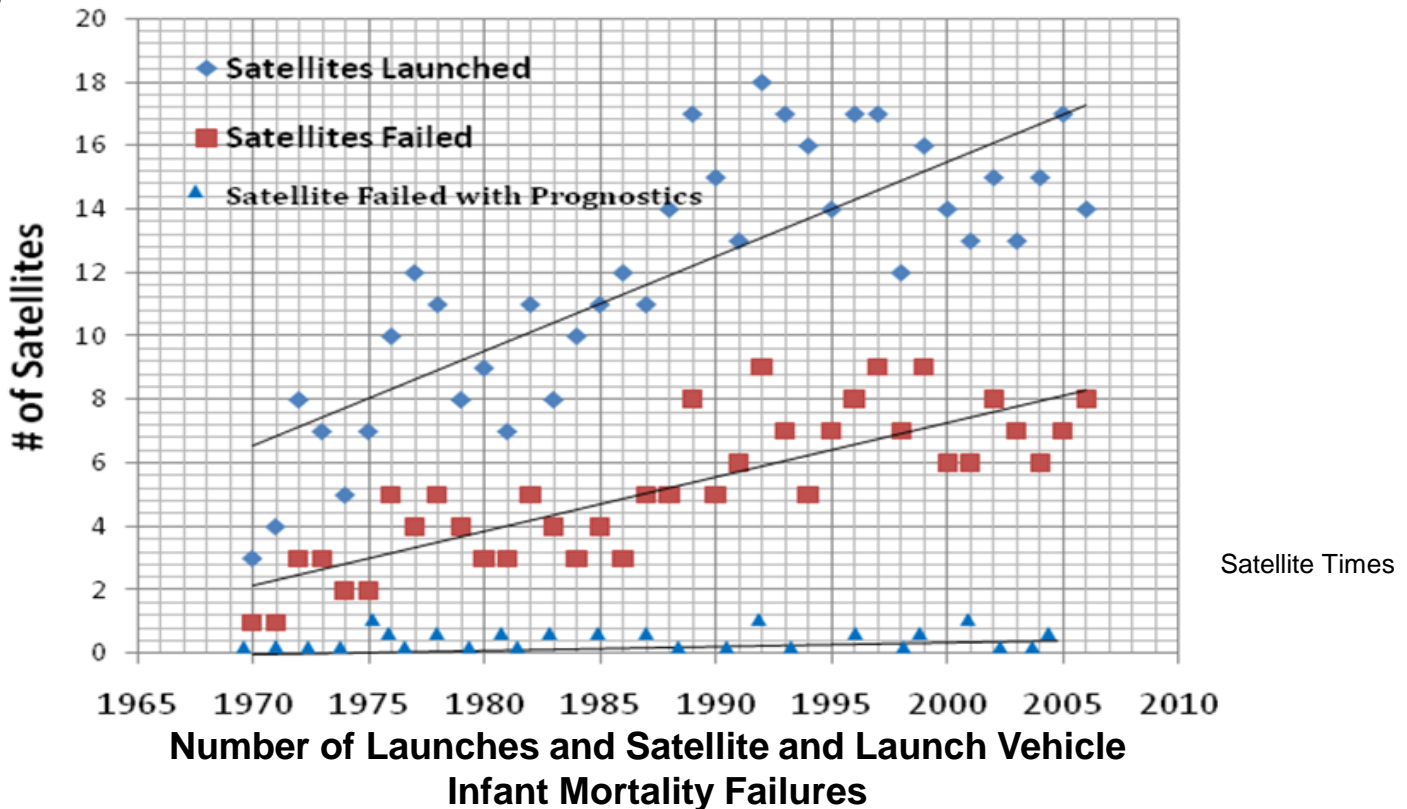 20
18
16
14
12
10
8
6
4
2
0
# of Satellites
Satellites Launched
Satellites Failed
Satellite Failed with Prognostics
1965 1970 1975 1980 1985 1990 1995 2000 2005 2010
Number of Launches and Satellite and Launch Vehicle
Infant Mortality Failures
Satellite Times